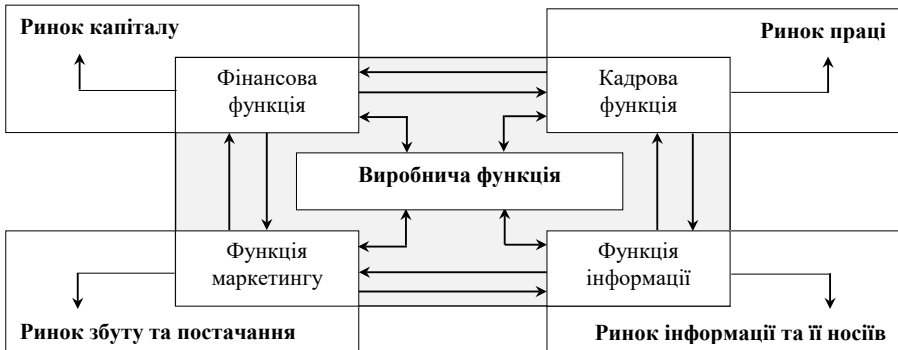 Ринок капіталу
Ринок праці
Фінансова
функція
Кадрова
функція
Виробнича функція
Функція
маркетингу
Функція
інформації
Ринок збуту та постачання
Ринок інформації та її носіїв